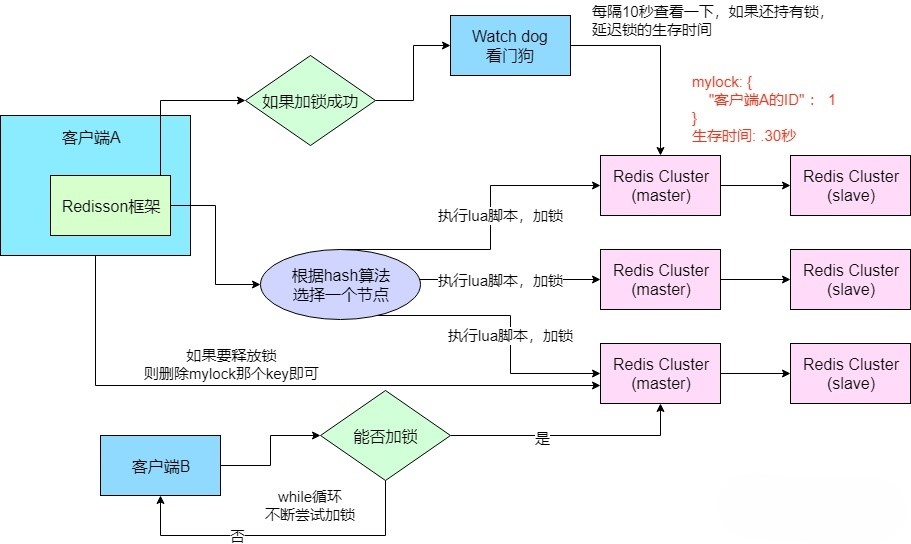 每隔10秒查看一下，如果还持有锁，
延迟锁的生存时间
Watch dog
看门狗
如果加锁成功
mylock: {
"客户端A的ID" : 1
}
生存时间: .30秒
客户端A
Redisson框架
Redis Cluster
(master)
Redis Cluster
(slave)
执行lua脚本，加锁
根据hash算法
选择一个节点
执行lua脚本，加锁
Redis Cluster
(master)
Redis Cluster
(slave)
执行lua脚本，加锁
如果要释放锁
则删除mylock那个key即可
Redis Cluster
(master)
Redis Cluster
(slave)
能否加锁
是
客户端B
while循环
不断尝试加锁
否